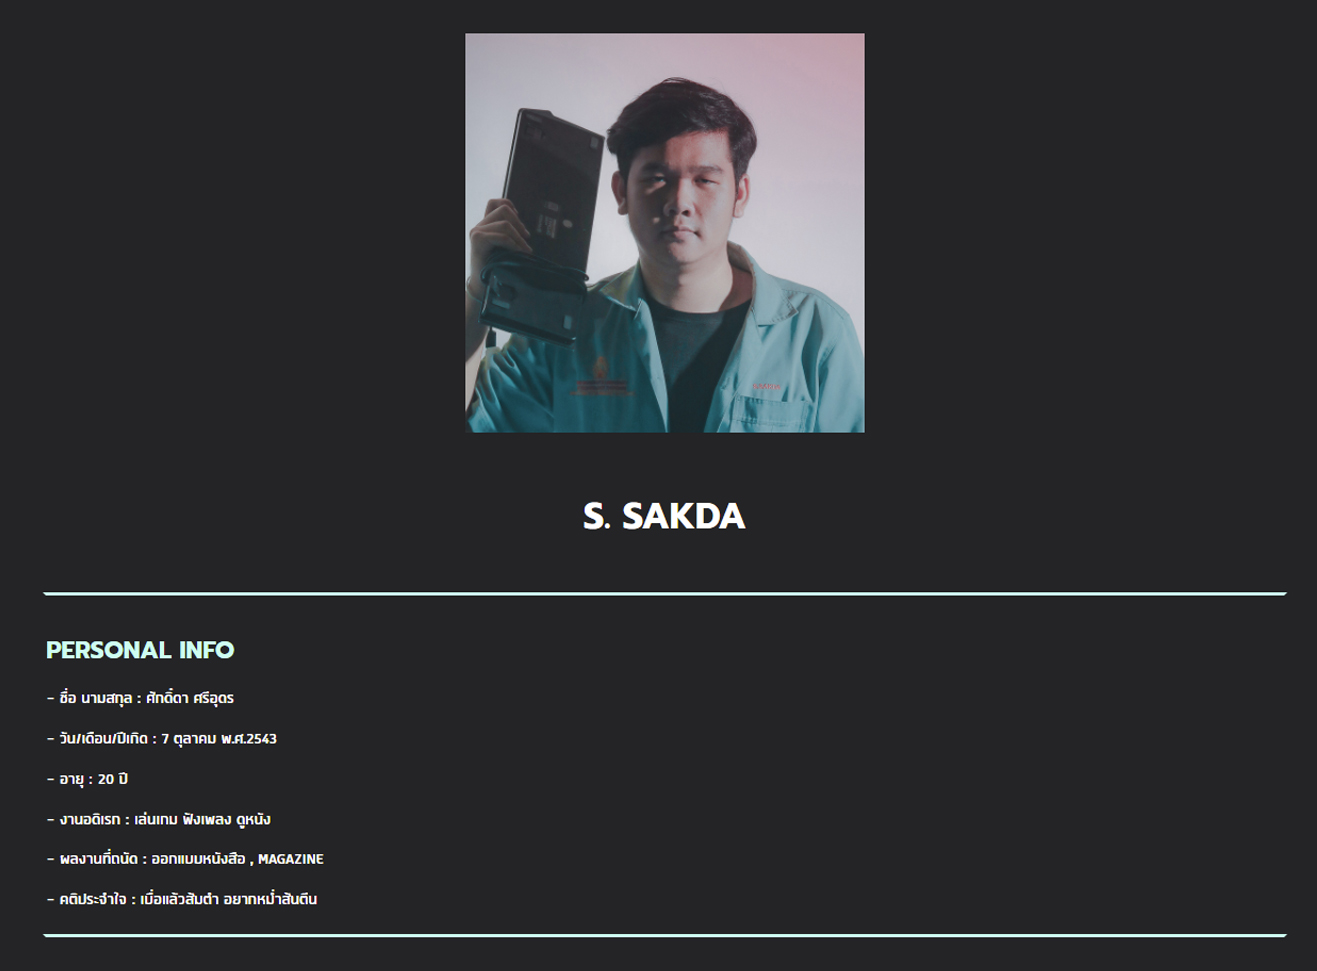 S. SAKDA
PERSONAL INFO
- ชื่อ นามสกุล : ศักดิ์ดา ศรีอุดร
- วัน/เดือน/ปีเกิด : 7 ตุลาคม พ.ศ.2543
- อายุ : 20 ปี
- งานอดิเรก : เล่นเกม ฟังเพลง ดูหนัง
- ผลงานที่ถนัด : ออกแบบหนังสือ , MAGAZINE
- คติประจำใจ : เบื่อแล้วส้มตำ อยากหม่ำส้นตีน